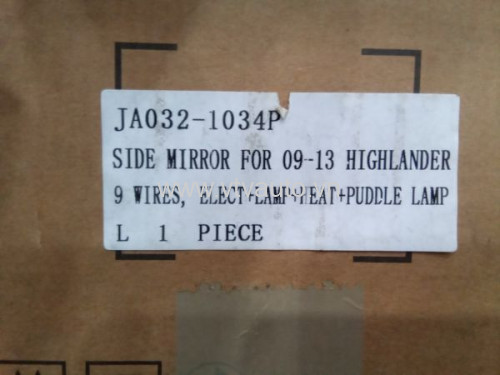 JA032-1034P
SIDE MIRROR FOR 09-13 HIGHLANDER
9 WIRES, ELECT+LAMP+HEAT+PUDDLE LAMP
L 1 PIECE